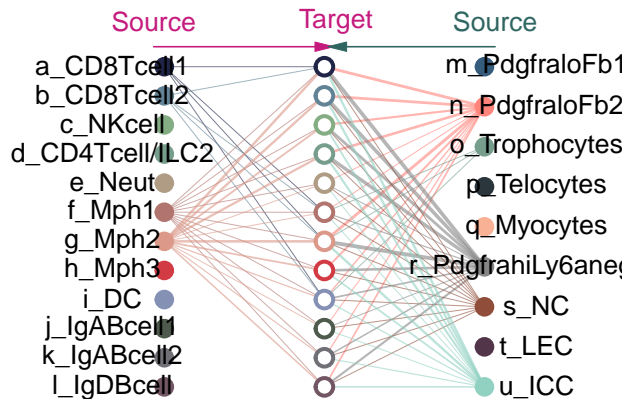 Source
Target
Source
a_CD8Tcell1
b_CD8Tcell2
c_NKcell
d_CD4Tcell/ILC2
e_Neut
f_Mph1
g_Mph2
h_Mph3
i_DC
j_IgABcell1
k_IgABcell2
l_IgDBcell
m_PdgfraloFb1
n_PdgfraloFb2
o_Trophocytes
p_Telocytes
q_Myocytes
r_PdgfrahiLy6aneg
s_NC
t_LEC
u_ICC